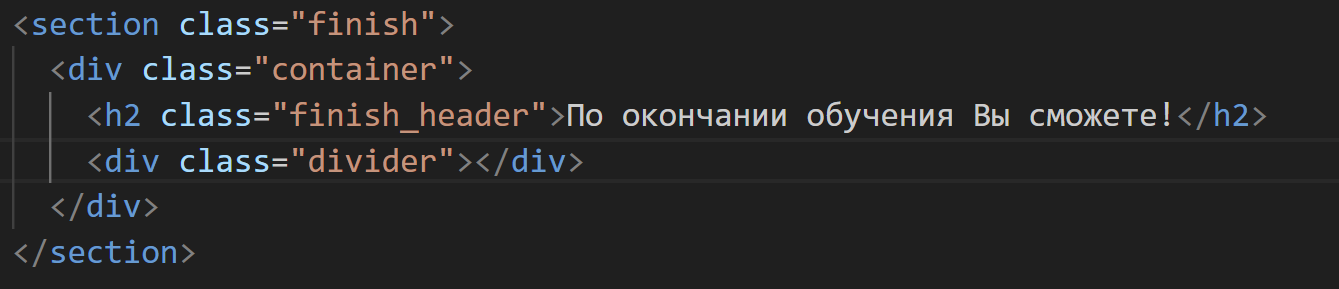 <section class="finish">
<div class="container">
<h2 class="finish_header">По окончании обучения Вы сможете!</h2>
<div class="divider"></div>
</div>
</section>